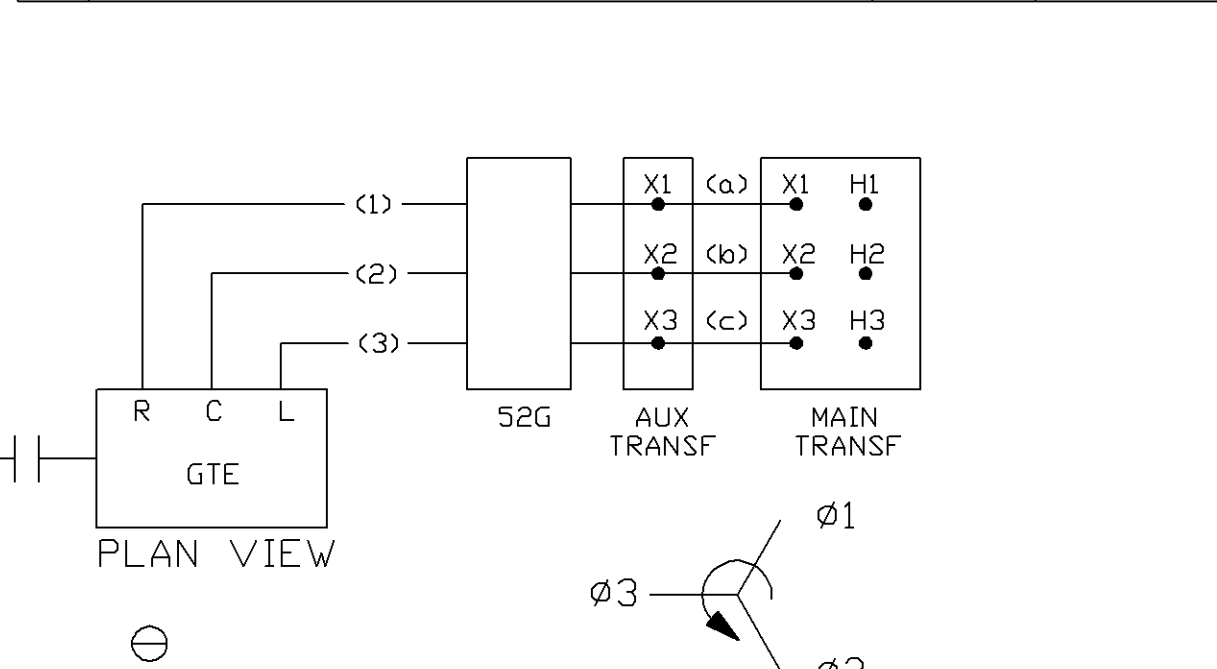 X1 (a) X1 H1
(1)
X2 (b) X2 H2
(2)
X3 (c) X3 H3
(3)
R C L
52G
AUX
TRANSF
MAIN
TRANSF
GTE
PLAN VIEW
Ø1
Ø3